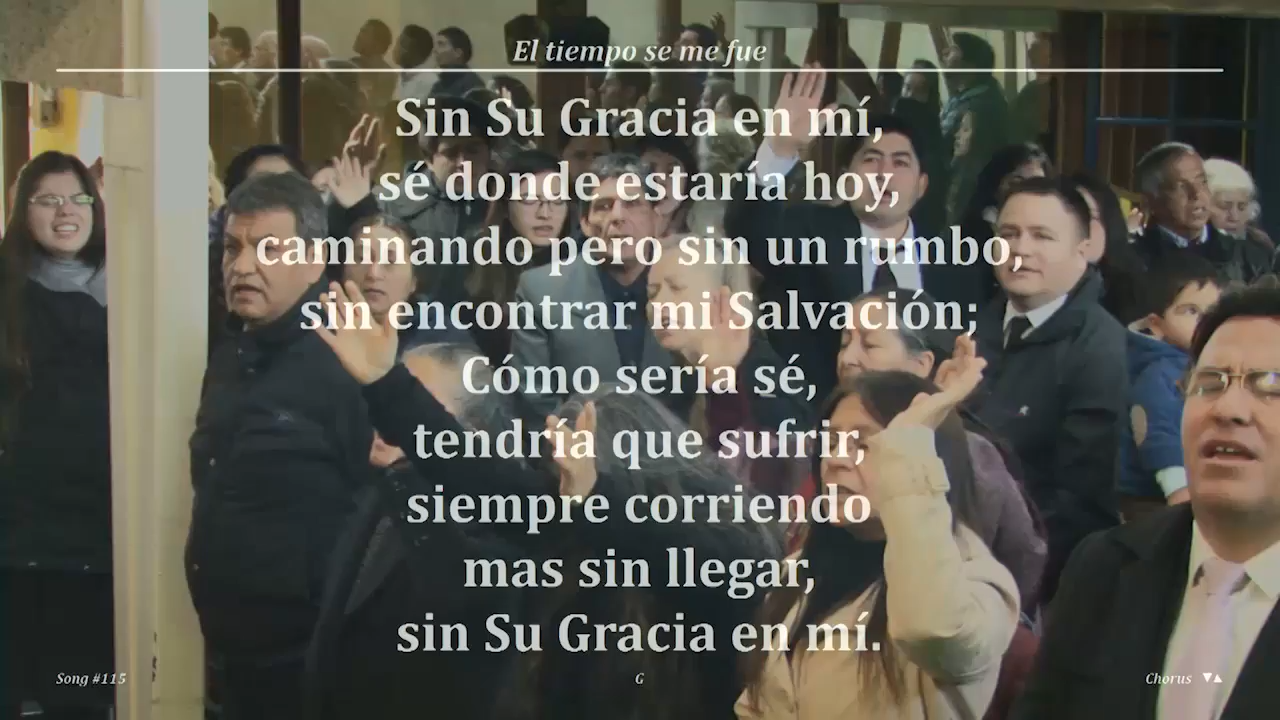 El tiempo se me fue
Sin Su Gracia en mí,
sé donde estaría hoy,
caminando pero sin un rumbo,
sin encontrar mi Salvación;
Cómo sería sé,
tendría que sufrir,
siempre corriendo
mas sin llegar,
sin Su Gracia en mí.
Song #115 G Chorus ▼▲